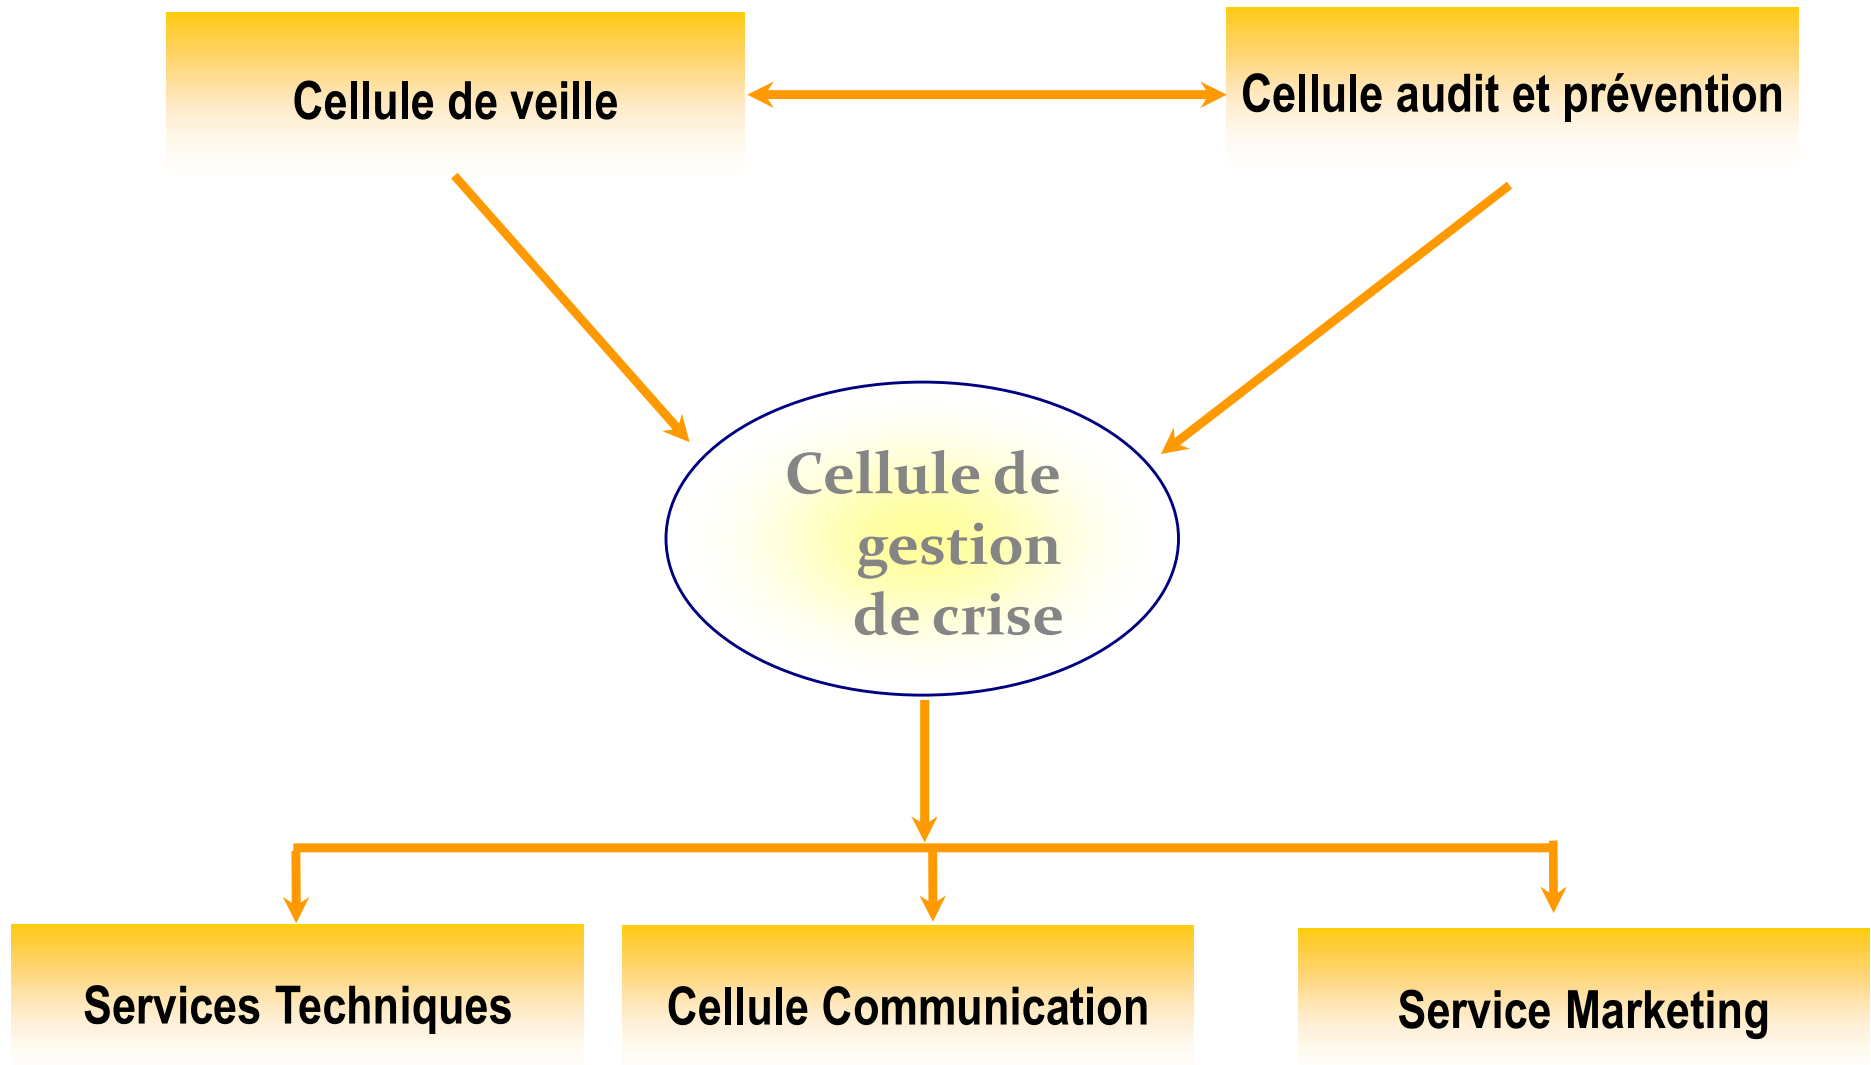 Cellule de veille
Cellule audit et prévention
Cellule de
gestion
de crise
Services Techniques
Cellule Communication
Service Marketing